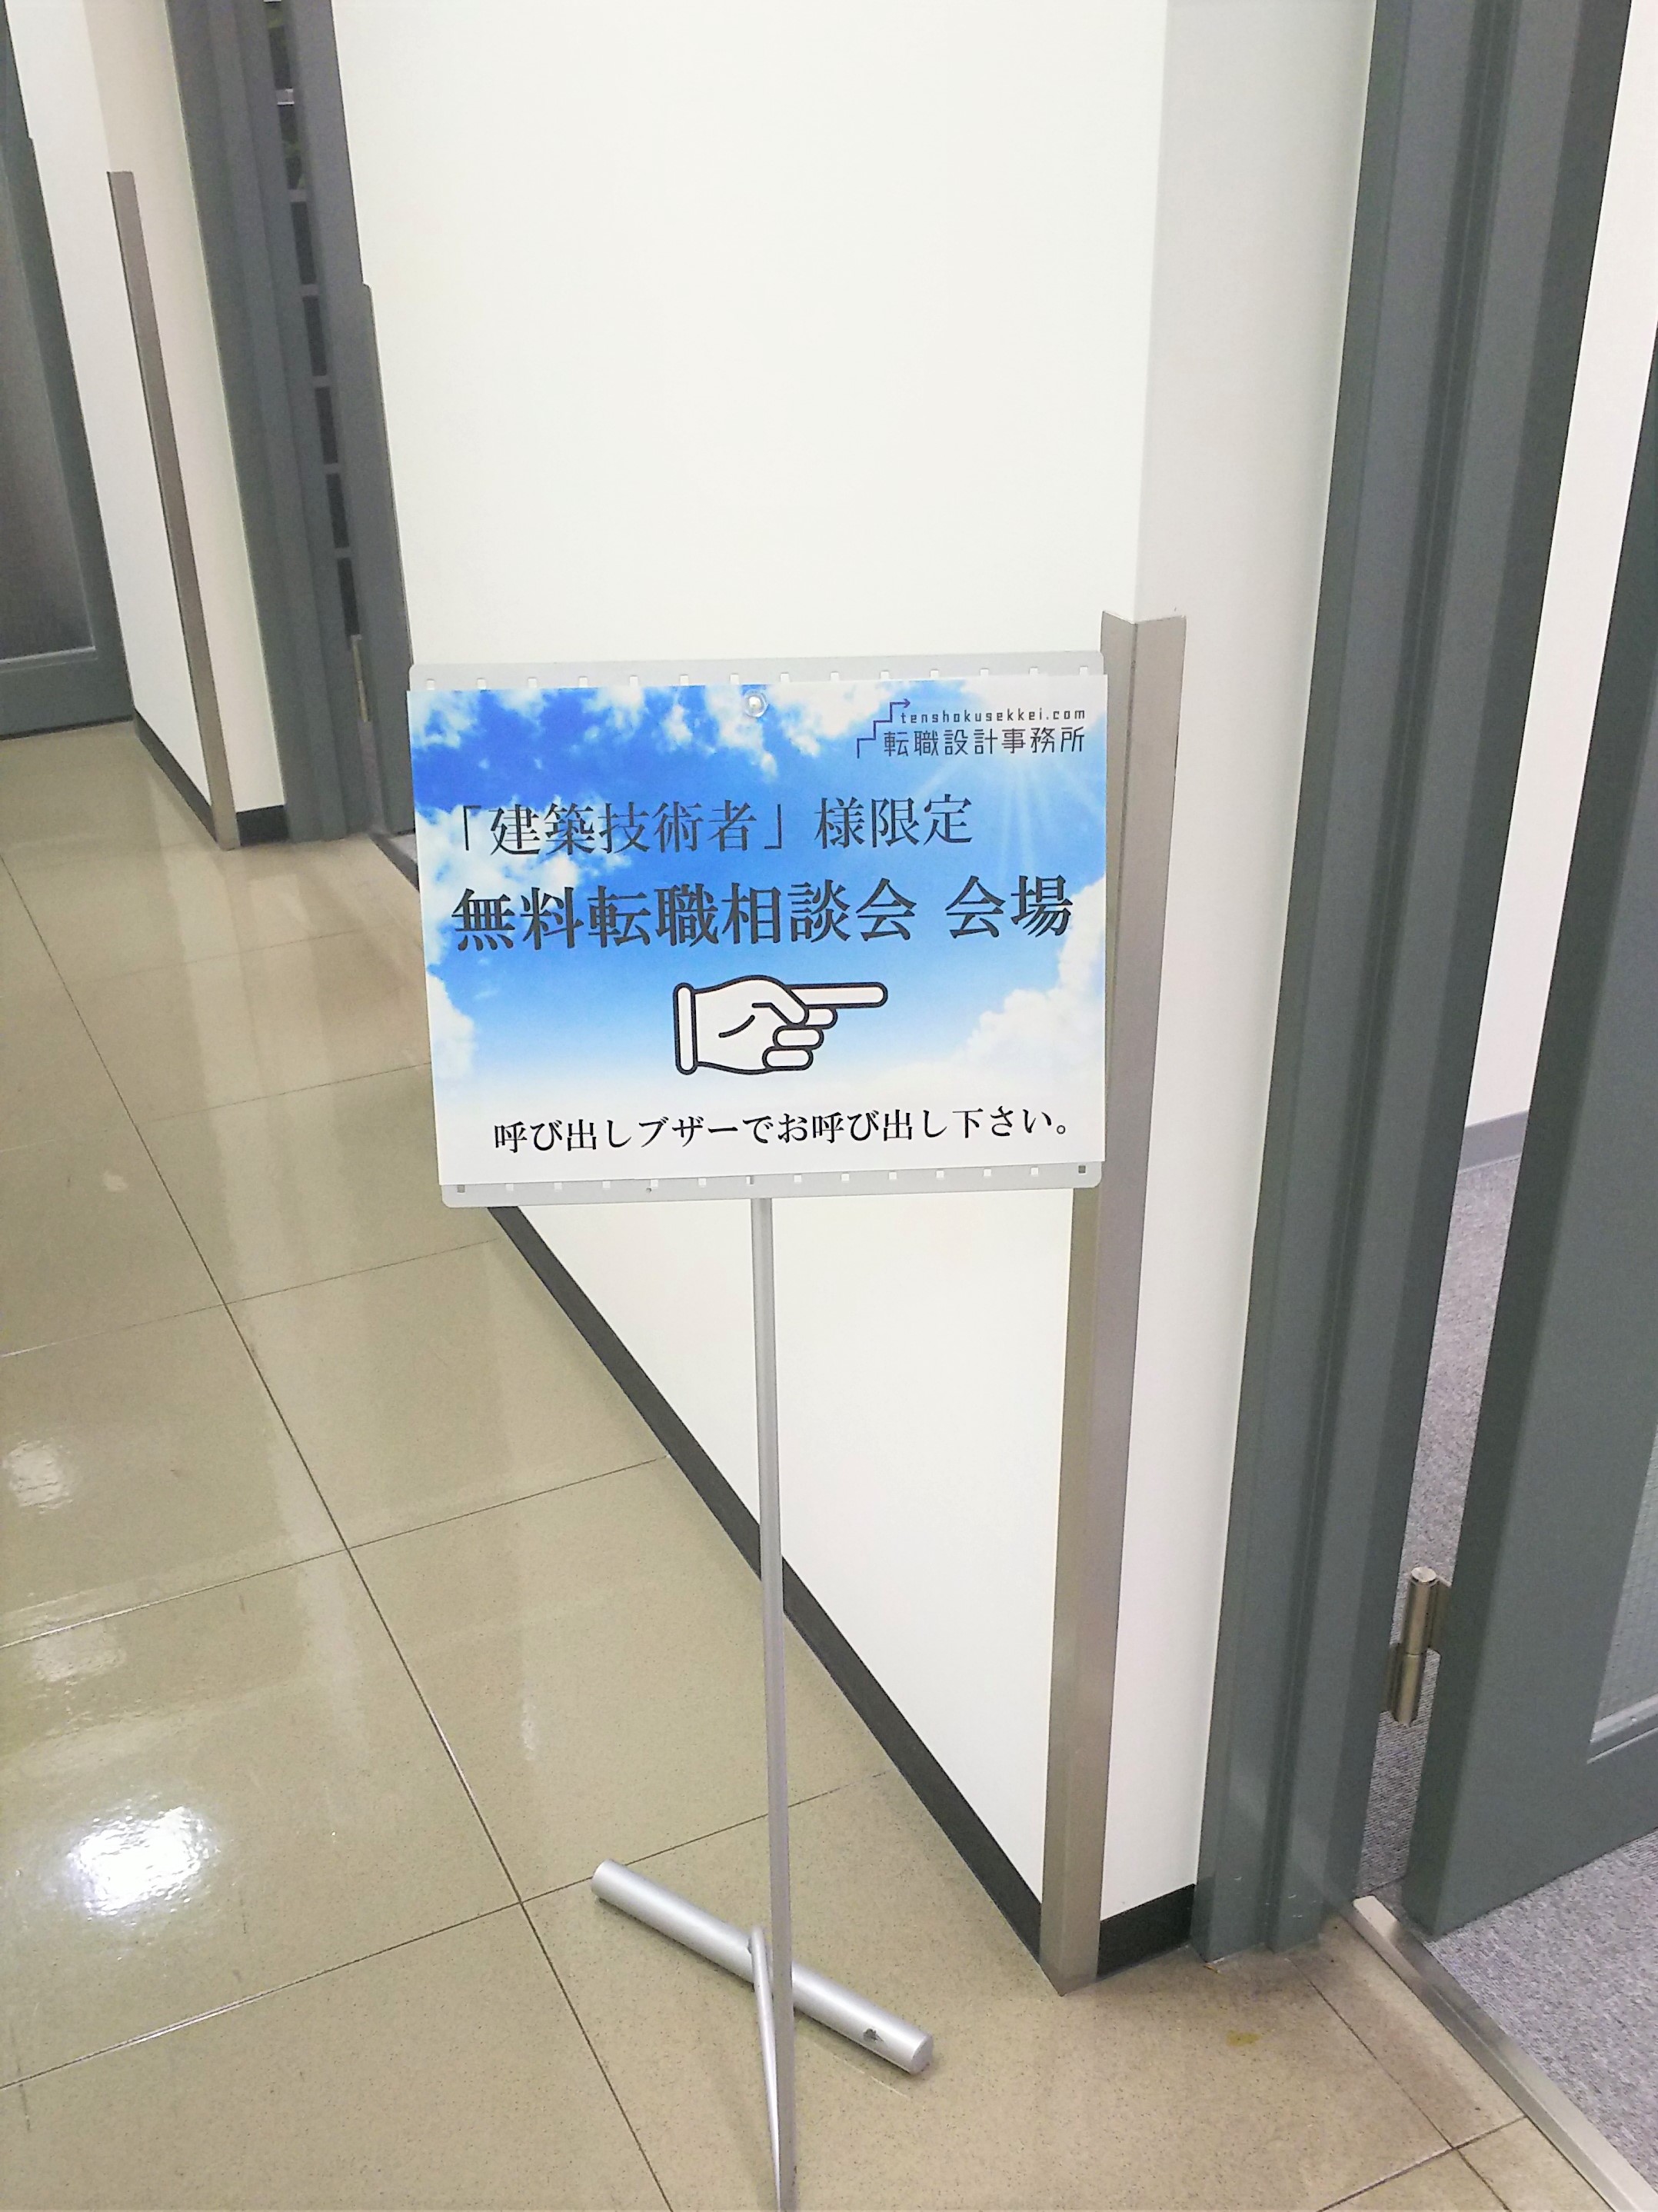 tenshokusekkei.com
転職設計事務所
「建築技術者」様限定
無料転職相談会 会場
呼び出しブザーでお呼び出し下さい。